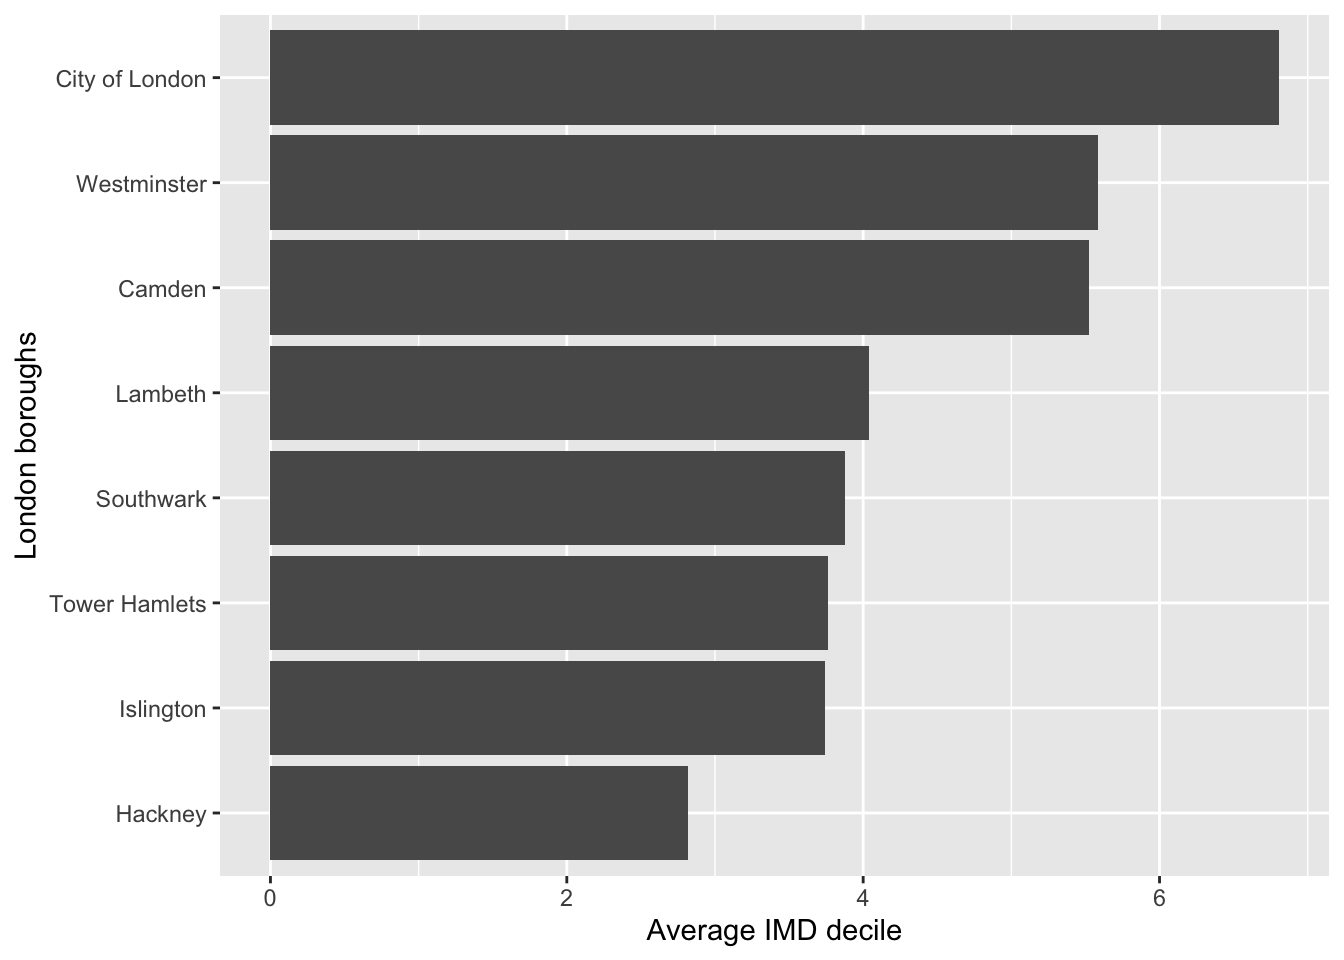 City of London
Westminster
Camden
Lambeth
Southwark
Tower Hamlets
Islington
Hackney
London boroughs
0 2 4 6
Average IMD decile